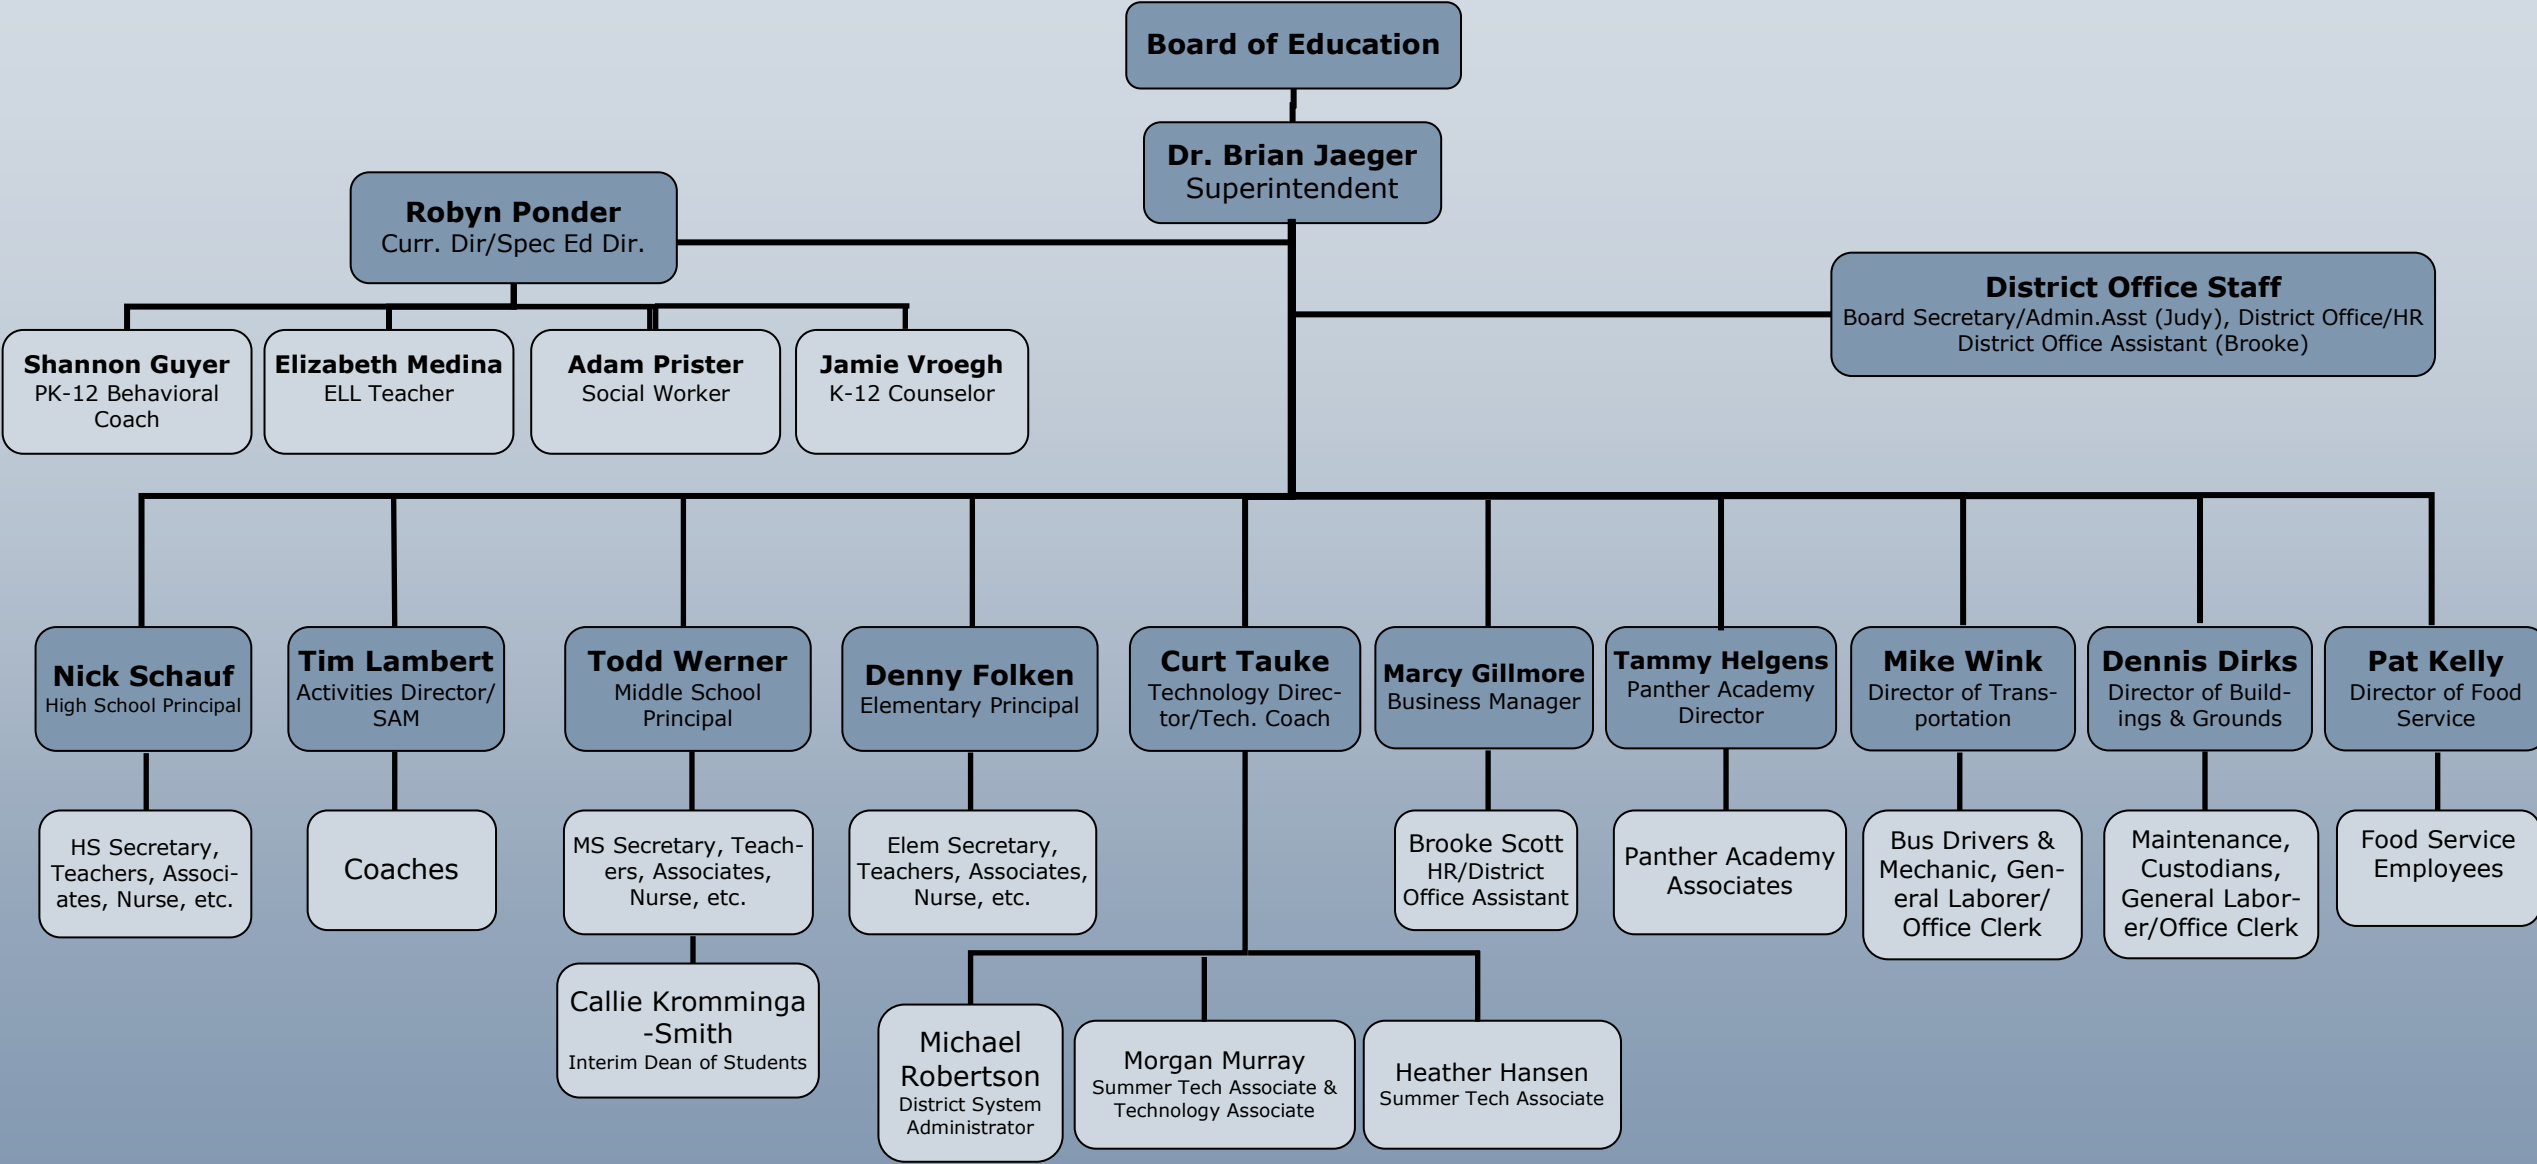 Board of Education
Dr. Brian Jaeger
Superintendent
Robyn Ponder
Curr. Dir/Spec Ed Dir.
District Office Staff
Board Secretary/Admin.Asst (Judy), District Office/HR
District Office Assistant (Brooke)
Shannon Guyer
PK-12 Behavioral
Coach
Elizabeth Medina
ELL Teacher
Adam Prister
Social Worker
Jamie Vroegh
K-12 Counselor
Nick Schauf
High School Principal
Tim Lambert
Activities Director/
SAM
Todd Werner
Middle School
Principal
Denny Folken
Elementary Principal
Curt Tauke
Technology Direc-
tor/Tech. Coach
Marcy Gillmore
Business Manager
Tammy Helgens
Panther Academy
Director
Mike Wink
Director of Trans-
portation
Dennis Dirks
Director of Build-
ings & Grounds
Pat Kelly
Director of Food
Service
HS Secretary,
Teachers, Associ-
ates, Nurse, etc.
Coaches
MS Secretary, Teach-
ers, Associates,
Nurse, etc.
Elem Secretary,
Teachers, Associates,
Nurse, etc.
Brooke Scott
HR/District
Office Assistant
Panther Academy
Associates
Bus Drivers &
Mechanic, Gen-
eral Laborer/
Office Clerk
Maintenance,
Custodians,
General Labor-
er/Office Clerk
Food Service
Employees
Callie Kromminga
-Smith
Interim Dean of Students
Michael
Robertson
District System
Administrator
Morgan Murray
Summer Tech Associate &
Technology Associate
Heather Hansen
Summer Tech Associate